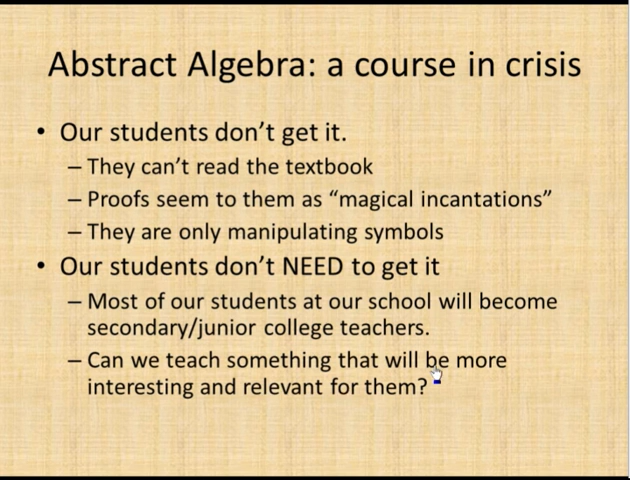 Abstract Algebra: a course in crisis
• Our students don’t get it.
– They can’t read the textbook
– Proofs seem to them as “magical incantations”
– They are only manipulating symbols
• Our students don’t NEED to get it
– Most of our students at our school will become
secondary/junior college teachers.
– Can we teach something that will be more
interesting and relevant for them?